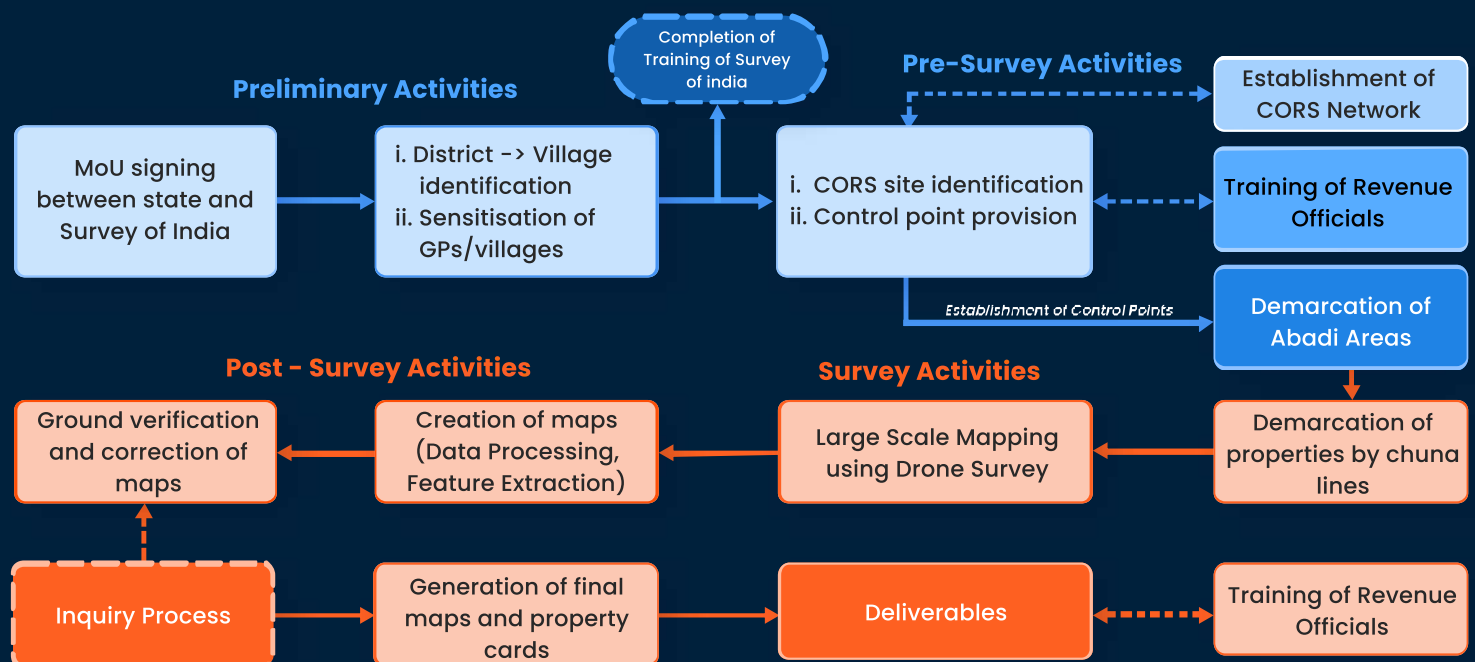 Completion of
Training of Survey
of india
Preliminary Activities
Pre-Survey Activities
Establishment of
CORS Network
MoU signing
between state and
Survey of India
i. District -> Village
identification
ii. Sensitisation of
GPs/villages
i. CORS site identification
ii. Control point provision
Training of Revenue
Officials
Establishment of Control Points
Demarcation of
Abadi Areas
Post - Survey Activities
Survey Activities
Ground verification
and correction of
maps
Creation of maps
(Data Processing,
Feature Extraction)
Large Scale Mapping
using Drone Survey
Demarcation of
properties by chuna
lines
Inquiry Process
Generation of final
maps and property
cards
Deliverables
Training of Revenue
Officials